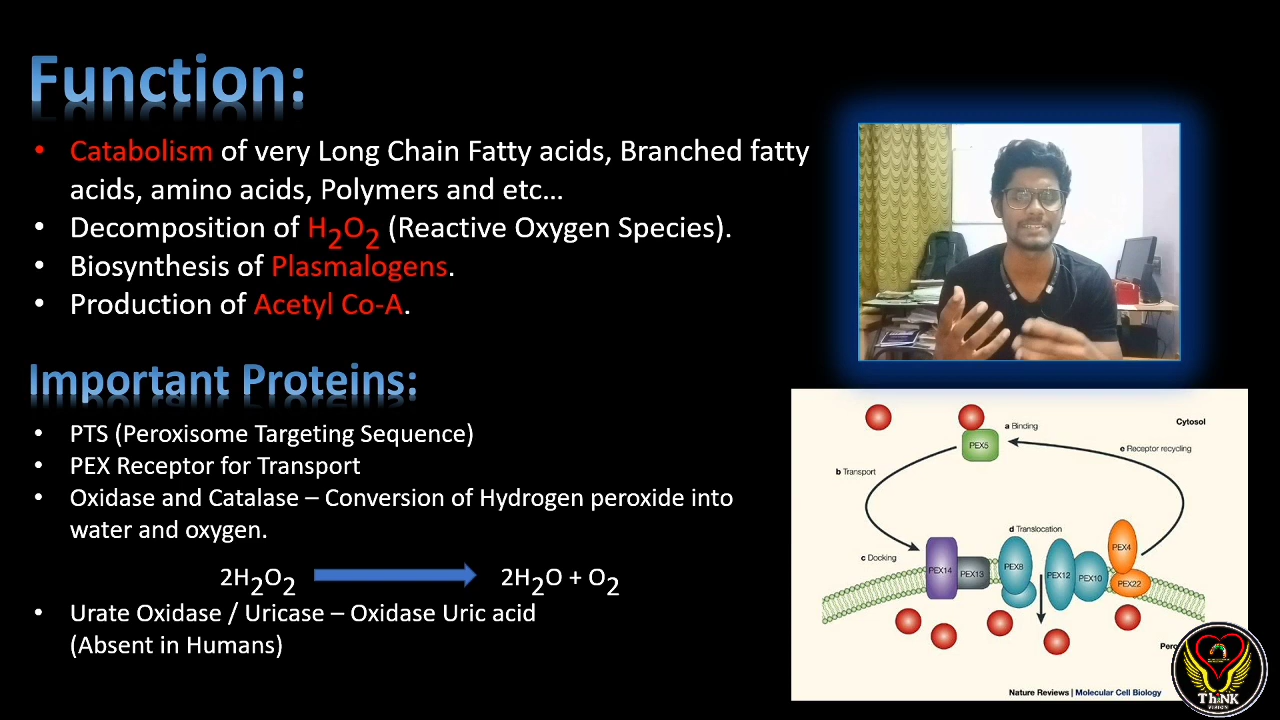 Function:
• Catabolism of very Long Chain Fatty acids, Branched fatty
acids, amino acids, Polymers and etc...
• Decomposition of H2O2 (Reactive Oxygen Species).
• Biosynthesis of Plasmalogens.
• Production of Acetyl Co-A.
Important Proteins:
• PTS (Peroxisome Targeting Sequence)
• PEX Receptor for Transport
• Oxidase and Catalase – Conversion of Hydrogen peroxide into
water and oxygen.
2H2O2 2H2O + O2
• Urate Oxidase / Uricase – Oxidase Uric acid
(Absent in Humans)
Cytosol
a Binding
PEX5
e Receptor recycling
b Transport
d Translocation
c Docking
PEX14
PEX13
PEX8
PEX12
PEX10
PEX4
PEX22
Nature Reviews | Molecular Cell Biology
ThiNK
VISION